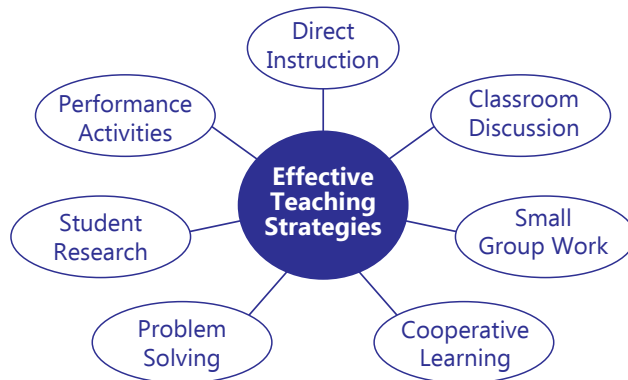 Direct
Instruction
Classroom
Discussion
Small
Group Work
Cooperative
Learning
Problem
Solving
Student
Research
Performance
Activities
Effective
Teaching
Strategies